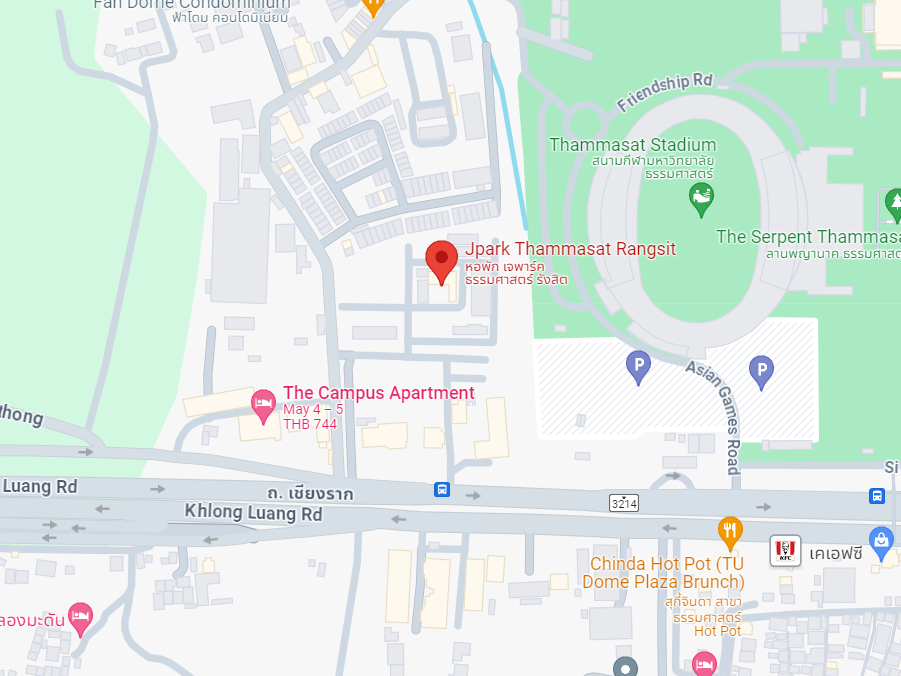 Fan Dome Condominium
ฟ้าโดม คอนโดมิเนียม
Friendship Rd
Thammasat Stadium
สนามกีฬามหาวิทยาลัย
ธรรมศาสตร์
The Serpent Thammasa
ลานพญานาค ธรรมศาสต
Jpark Thammasat Rangsit
หอพัก เจพาร์ค
ธรรมศาสตร์ รังสิต
P
P
Asian Games Road
The Campus Apartment
May 4 – 5
THB 744
hong
Si
Luang Rd
ถ. เชียงราก
3214
Khlong Luang Rd
KFC
เคเอฟซี
Chinda Hot Pot (TU
Dome Plaza Brunch)
สุกี้จินดา สาขา
ธรรมศาสตร์
Hot Pot
ลองมะดัน